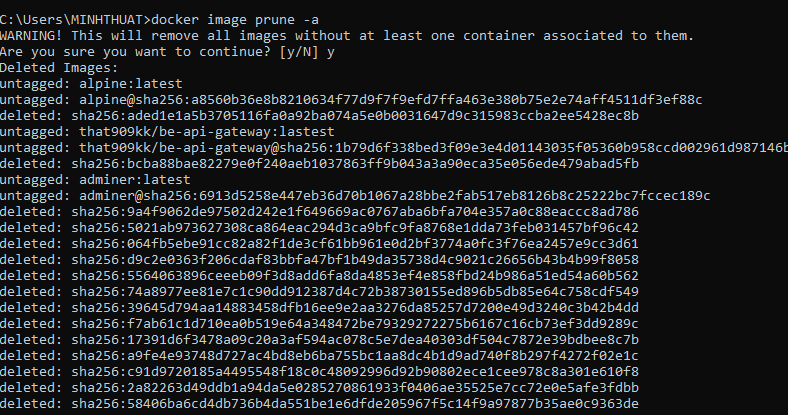 C:\Users\MINHTHUAT>docker image prune -a
WARNING! This will remove all images without at least one container associated to them.
Are you sure you want to continue? [y/N] y
Deleted Images:
untagged: alpine:latest
untagged: alpine@sha256:a8560b36e8b8210634f77d9f7f9efd7ffa463e380b75e2e74aff4511df3ef88c
deleted: sha256:aded1e1a5b3705116fa0a92ba074a5e0b0031647d9c315983ccba2ee5428ec8b
untagged: that909kk/be-api-gateway:lastest
untagged: that909kk/be-api-gateway@sha256:1b79d6f338bed3f09e3e4d01143035f05360b958ccd002961d987146b
deleted: sha256:bcba88bae82279e0f240aeb1037863ff9b043a3a90eca35e056ede479abad5fb
untagged: adminer:latest
untagged: adminer@sha256:6913d5258e447eb36d70b1067a28bbe2fab517eb8126b8c25222bc7fccec189c
deleted: sha256:9a4f9062de97502d242e1f649669ac0767aba6bfa704e357a0c88eaccc8ad786
deleted: sha256:5021ab973627308ca864eac294d3ca9bfc9fa8768e1dda73feb031457bf96c42
deleted: sha256:064fb5ebe91cc82a82f1de3cf61bb961e0d2bf3774a0fc3f76ea2457e9cc3d61
deleted: sha256:d9c2e0363f206cdaf83bbfa47bf1b49da35738d4c9021c26656b43b4b99f8058
deleted: sha256:5564063896ceeeb09f3d8add6fa8da4853ef4e858fbd24b986a51ed54a60b562
deleted: sha256:74a8977ee81e7c1c90dd912387d4c72b38730155ed896b5db85e64c758cdf549
deleted: sha256:39645d794aa14883458dfb16ee9e2aa3276da85257d7200e49d3240c3b42b4dd
deleted: sha256:f7ab61c1d710ea0b519e64a348472be79329272275b6167c16cb73ef3dd9289c
deleted: sha256:17391d6f3478a09c20a3af594ac078c5e7dea40303df504c7872e39bdbee8c7b
deleted: sha256:a9fe4e93748d727ac4bd8eb6ba755bc1aa8dc4b1d9ad740f8b297f4272f02e1c
deleted: sha256:c91d9720185a4495548f18c0c48092996d92b90802ece1cee978c8a301e610f8
deleted: sha256:2a82263d49ddb1a94da5e0285270861933f0406ae35525e7cc72e0e5afe3fdbb
deleted: sha256:58406ba6cd4db736b4da551be1e6dfde205967f5c14f9a97877b35ae0c9363de